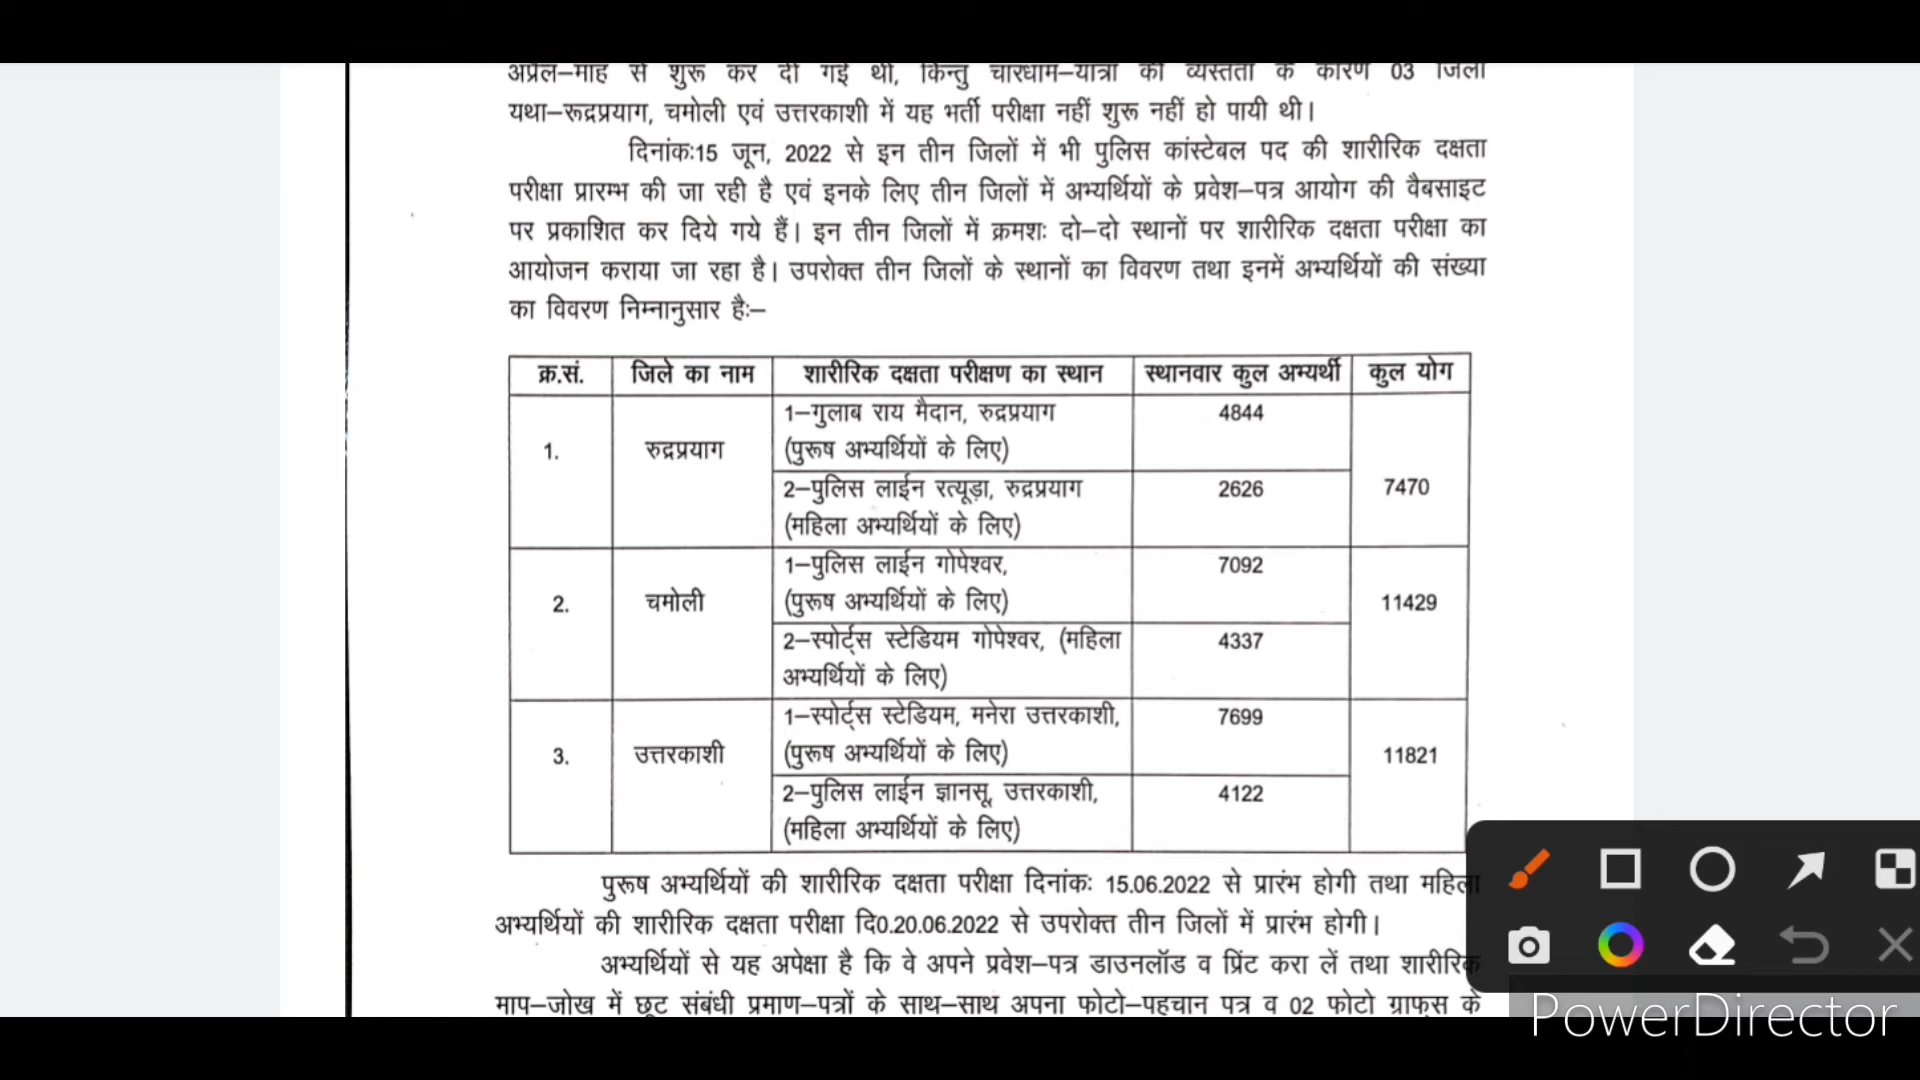 अप्रैल–माह से शुरू कर दी गई थी, किन्तु चारधाम–यात्रा की व्यस्तता के कारण 03 जिलों
यथा–रूद्रप्रयाग, चमोली एवं उत्तरकाशी में यह भर्ती परीक्षा नहीं शुरू नहीं हो पायी थी।
दिनांकः15 जून, 2022 से इन तीन जिलों में भी पुलिस कांस्टेबल पद की शारीरिक दक्षता
परीक्षा प्रारम्भ की जा रही है एवं इनके लिए तीन जिलों में अभ्यर्थियों के प्रवेश–पत्र आयोग की वैबसाइट
पर प्रकाशित कर दिये गये हैं। इन तीन जिलों में क्रमशः दो–दो स्थानों पर शारीरिक दक्षता परीक्षा का
आयोजन कराया जा रहा है। उपरोक्त तीन जिलों के स्थानों का विवरण तथा इनमें अभ्यर्थियों की संख्या
का विवरण निम्नानुसार हैः–
क्र.सं. जिले का नाम शारीरिक दक्षता परीक्षण का स्थान स्थानवार कुल अभ्यर्थी कुल योग
1–गुलाब राय मैदान, रुद्रप्रयाग 4844
1. रुद्रप्रयाग (पुरूष अभ्यर्थियों के लिए)
2–पुलिस लाईन रत्यूड़ा, रुद्रप्रयाग 2626 7470
(महिला अभ्यर्थियों के लिए)
1–पुलिस लाईन गोपेश्वर, 7092
2. चमोली (पुरूष अभ्यर्थियों के लिए) 11429
2–स्पोर्ट्स स्टेडियम गोपेश्वर, (महिला 4337
अभ्यर्थियों के लिए)
1–स्पोर्ट्स स्टेडियम, मनेरा उत्तरकाशी, 7699
3. उत्तरकाशी (पुरूष अभ्यर्थियों के लिए) 11821
2–पुलिस लाईन ज्ञानसू, उत्तरकाशी, 4122
(महिला अभ्यर्थियों के लिए)
पुरूष अभ्यर्थियों की शारीरिक दक्षता परीक्षा दिनांकः 15.06.2022 से प्रारंभ होगी तथा महिला
अभ्यर्थियों की शारीरिक दक्षता परीक्षा दि0.20.06.2022 से उपरोक्त तीन जिलों में प्रारंभ होगी।
अभ्यर्थियों से यह अपेक्षा है कि वे अपने प्रवेश–पत्र डाउनलॉड व प्रिंट करा लें तथा शारीरिक
माप–जोख में छूट संबंधी प्रमाण–पत्रों के साथ–साथ अपना फोटो–पहचान पत्र व 02 फोटो ग्राफ्स के
PowerDirector